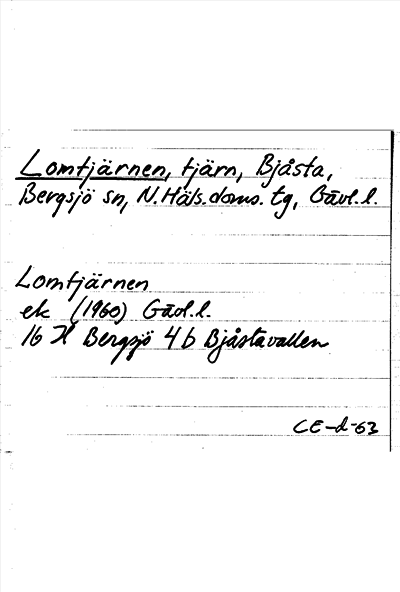 Lomtjärnen, tjärn, Bjåsta,
Bergsjö sn, N. Häls. doms. tg, Gävl. l.
Lomtjärnen
ek (1960) Gävl. l.
16 H Bergsjö 4 b Bjåstavallen
CE-d-63